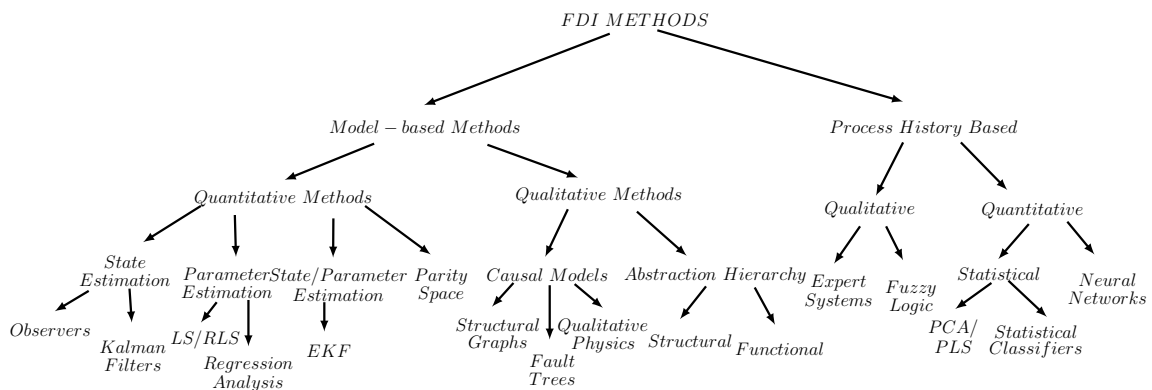 FDI METHODS
Model − based Methods
Process History Based
Quantitative Methods
Qualitative Methods
Qualitative
Quantitative
State
Estimation
Parameter
Estimation
State/Parameter
Estimation
Parity
Space
Causal Models
Abstraction Hierarchy
Expert
Systems
Fuzzy
Logic
Statistical
Neural
Networks
Observers
Kalman
Filters
LS/RLS
Regression
Analysis
EKF
Structural
Graphs
Fault
Trees
Qualitative
Physics
Structural
Functional
PCA/
PLS
Statistical
Classifiers